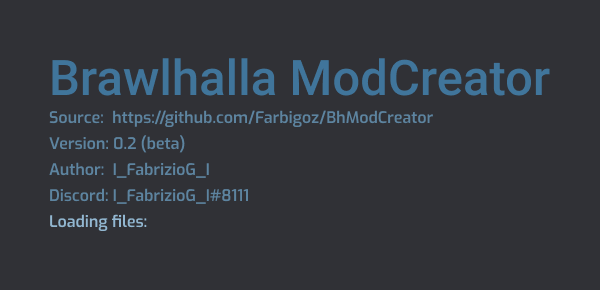 Brawlhalla ModCreator
Source: https://github.com/Farbigoz/BhModCreator
Version: 0.2 (beta)
Author: I_FabrizioG_I
Discord: I_FabrizioG_I#8111
Loading files: